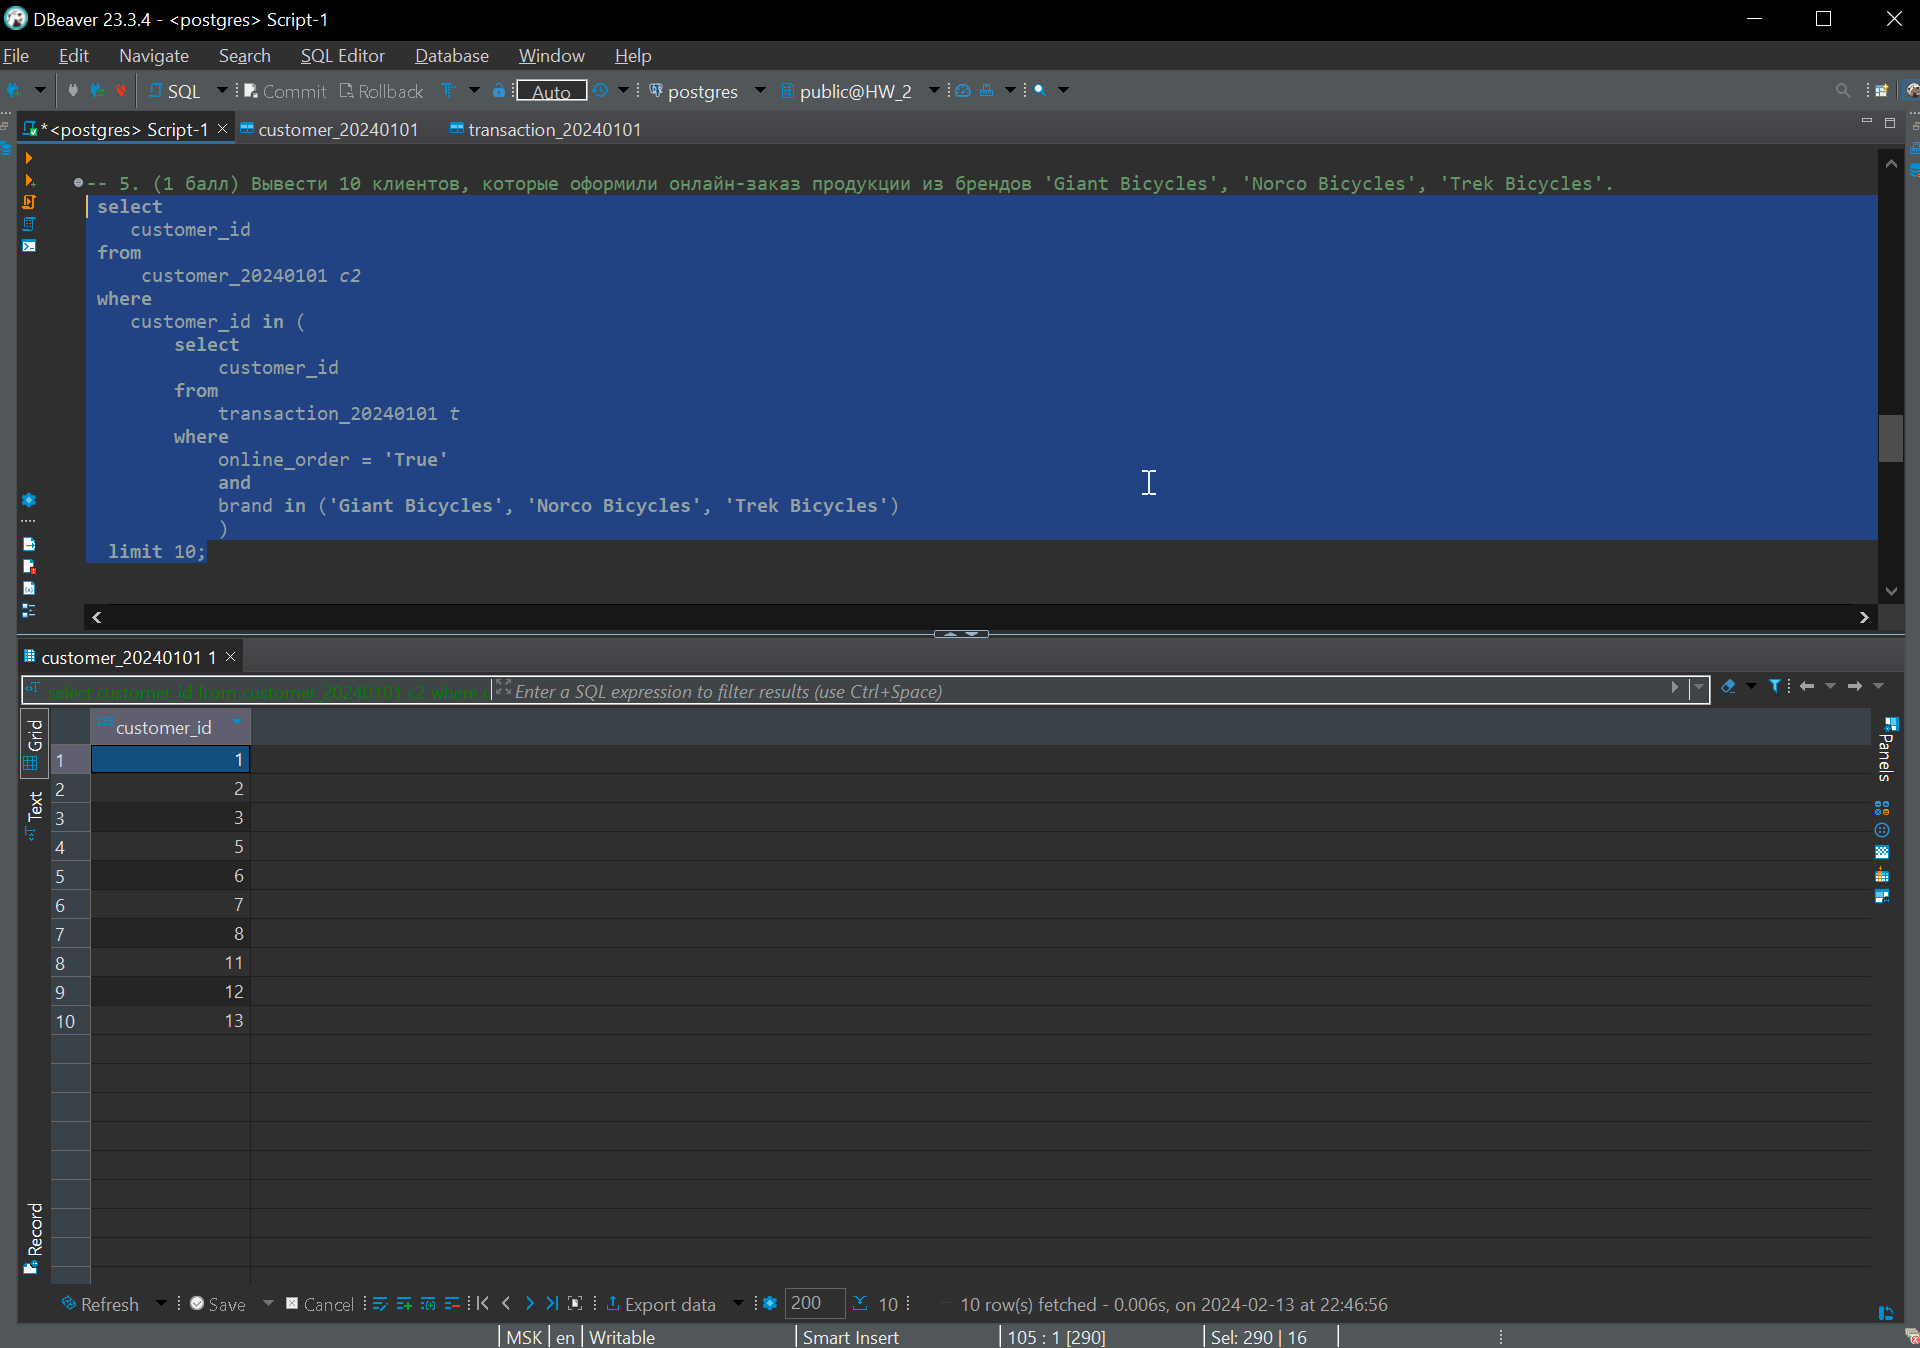 DBeaver 23.3.4 - <postgres> Script-1
File Edit Navigate Search SQL Editor Database Window Help
SQL Commit Rollback Auto postgres public@HW_2
*<postgres> Script-1 customer_20240101 transaction_20240101
-- 5. (1 балл) Вывести 10 клиентов, которые оформили онлайн-заказ продукции из брендов 'Giant Bicycles', 'Norco Bicycles', 'Trek Bicycles'.
select
customer_id
from
customer_20240101 c2
where
customer_id in (
select
customer_id
from
transaction_20240101 t
where
online_order = 'True'
and
brand in ('Giant Bicycles', 'Norco Bicycles', 'Trek Bicycles')
)
limit 10;
customer_20240101 1
select customer_id from customer_20240101 c2 where c Enter a SQL expression to filter results (use Ctrl+Space)
Grid
Text
Record
Panels
123 customer_id
1 1
2 2
3 3
4 5
5 6
6 7
7 8
8 11
9 12
10 13
Refresh Save Cancel Export data 200 10 10 row(s) fetched - 0.006s, on 2024-02-13 at 22:46:56
MSK en Writable Smart Insert 105 : 1 [290] Sel: 290 | 16